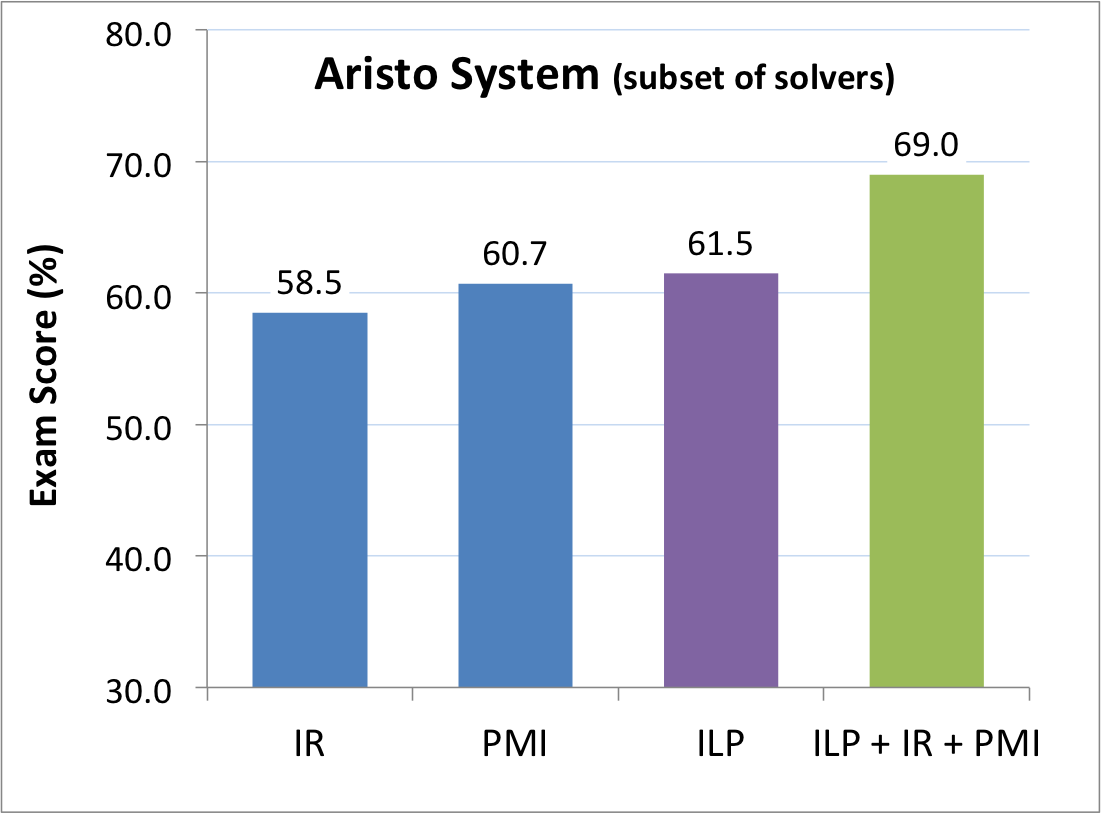 Aristo System (subset of solvers)
Exam Score (%)
80.0
70.0
60.0
50.0
40.0
30.0
58.5
60.7
61.5
69.0
IR
PMI
ILP
ILP + IR + PMI